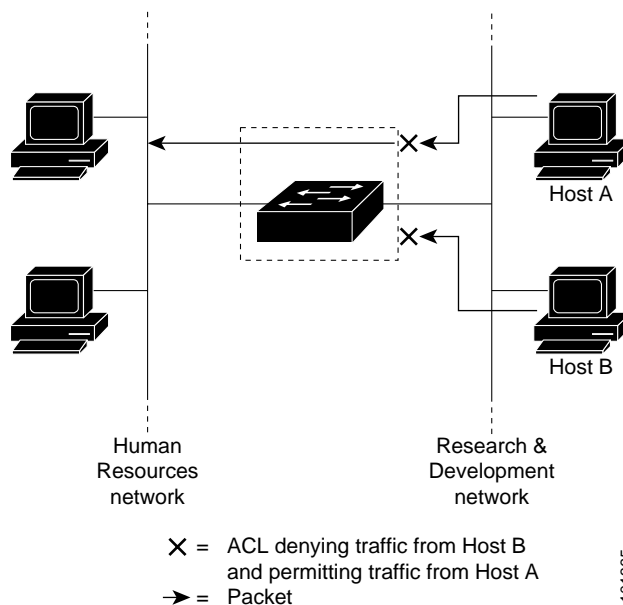 Host A
Host B
Human
Resources
network
Research &
Development
network
X = ACL denying traffic from Host B
and permitting traffic from Host A
= Packet